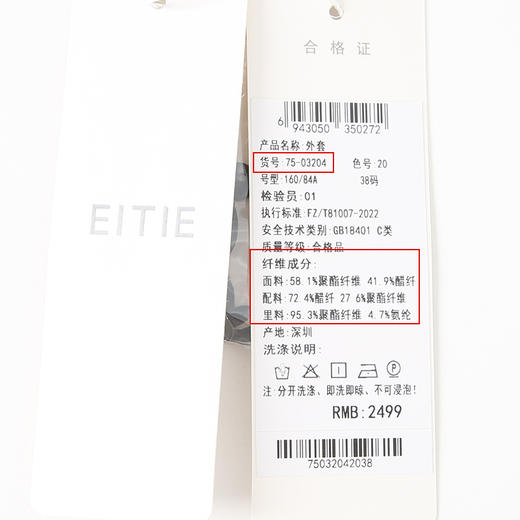 EITIE
合格证
6 943050 350272
产品名称:外套
货号:75-03204 色号:20
号型:160/84A 38码
检验员:01
执行标准:FZ/T81007-2022
安全技术类别:GB18401 C类
质量等级:合格品
纤维成分:
面料:58.1%聚酯纤维 41.9%醋纤
配料:72.4%醋纤 27.6%聚酯纤维
里料:95.3%聚酯纤维 4.7%氨纶
产地:深圳
洗涤说明:
注:分开洗涤、即洗即晾、不可浸泡!
RMB:2499
75032042038